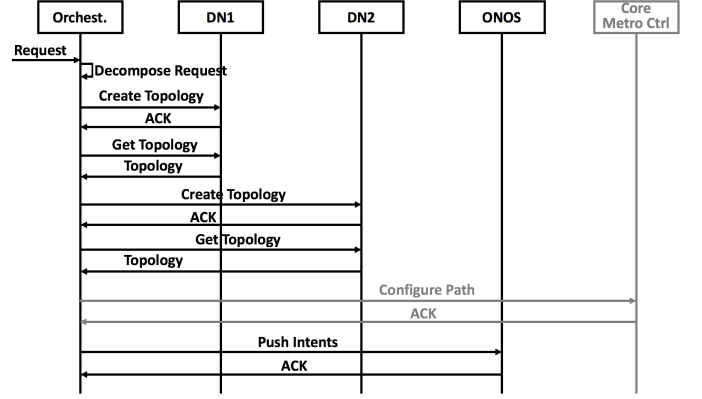 Orchest.
DN1
DN2
ONOS
Core
Metro Ctrl
Request
Decompose Request
Create Topology
ACK
Get Topology
Topology
Create Topology
ACK
Get Topology
Topology
Configure Path
ACK
Push Intents
ACK